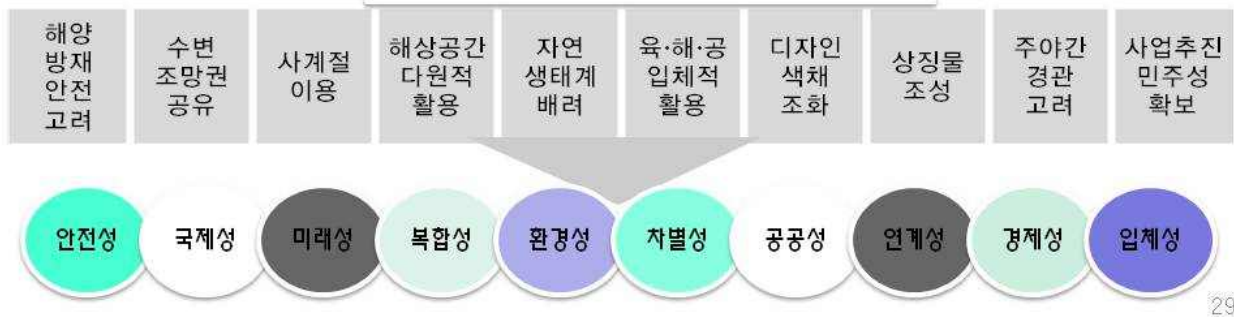 해양
방재
안전
고려
수변
조망권
공유
사계절
이용
해상공간
다원적
활용
자연
생태계
배려
육·해·공
입체적
활용
디자인
색채
조화
상징물
조성
주야간
경관
고려
사업추진
민주성
확보
안전성
국제성
미래성
복합성
환경성
차별성
공공성
연계성
경제성
입체성
29